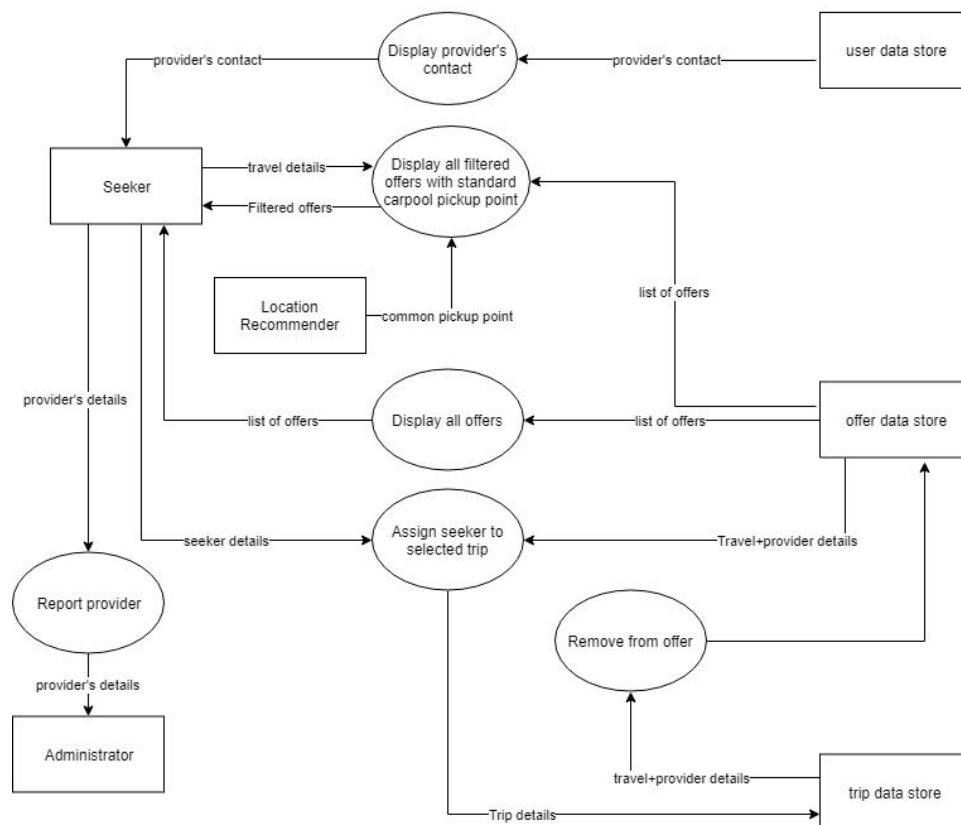 Display provider's
contact
provider's contact
provider's contact
user data store
Seeker
travel details
Filtered offers
Display all filtered
offers with standard
carpool pickup point
Location
Recommender
common pickup point
list of offers
provider's details
list of offers
Display all offers
list of offers
offer data store
seeker details
Assign seeker to
selected trip
Travel+provider details
Report provider
Remove from offer
provider's details
Administrator
travel+provider details
Trip details
trip data store